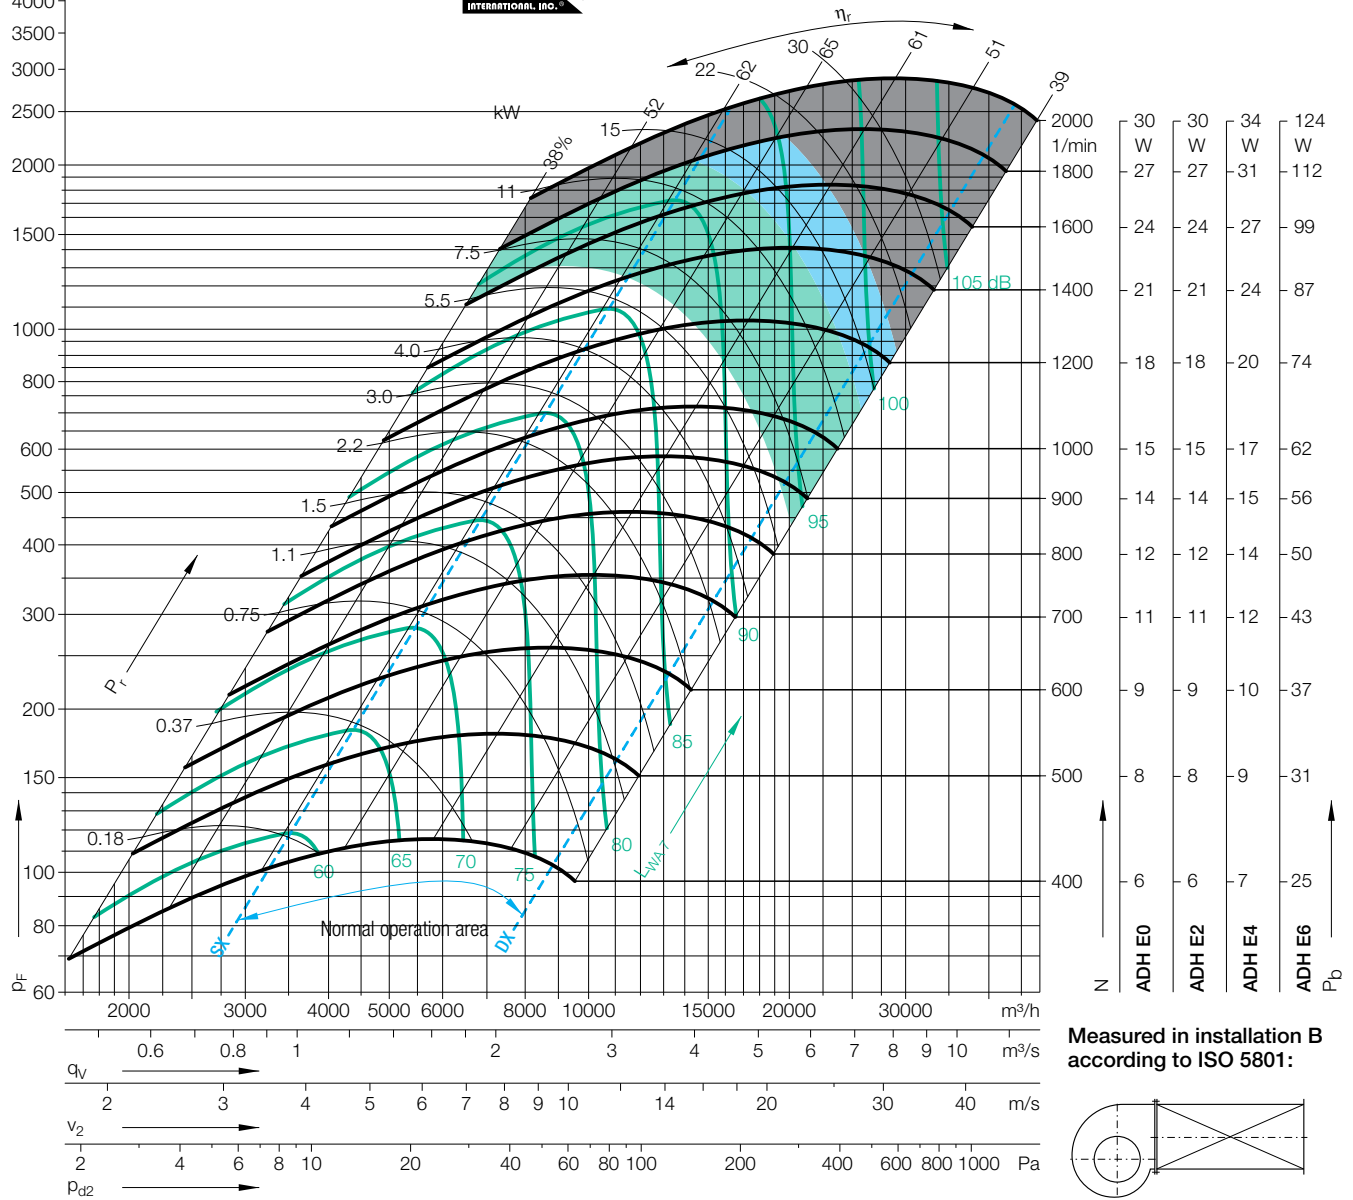 INTERNATIONAL, INC.®
4000
3500
3000
2500
2000
1500
1000
800
600
500
400
300
200
150
100
80
60
pF
kW
ηr
38%
52
62
65
61
51
39
30
22
15
11
7.5
5.5
4.0
3.0
2.2
1.5
1.1
0.75
0.37
0.18
Pr
105 dB
100
95
90
85
80
75
70
65
60
LWA 7
SX
DX
Normal operation area
2000 30 30 34 124
1/min W W W W
1800 27 27 31 112
1600 24 24 27 99
1400 21 21 24 87
1200 18 18 20 74
1000 15 15 17 62
900 14 14 15 56
800 12 12 14 50
700 11 11 12 43
600 9 9 10 37
500 8 8 9 31
400 6 6 7 25
N ADH E0 ADH E2 ADH E4 ADH E6 Pb
2000 3000 4000 5000 6000 8000 10000 15000 20000 30000 m³/h
0.6 0.8 1 2 3 4 5 6 7 8 9 10 m³/s
qV
2 3 4 5 6 7 8 9 10 14 20 30 40 m/s
v2
2 4 6 8 10 20 40 60 80 100 200 400 600 800 1000 Pa
pd2
Measured in installation B
according to ISO 5801: